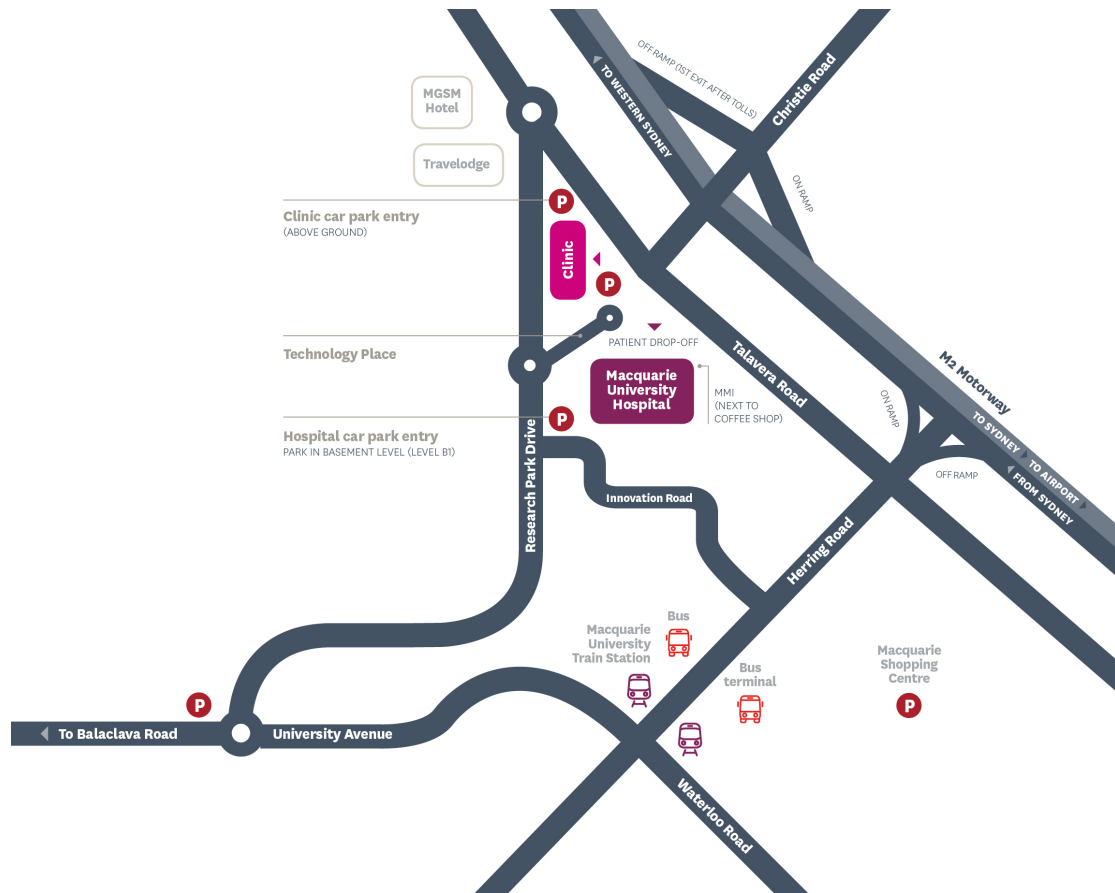 OFF RAMP (IST EXIT AFTER TOLLS)
TO WESTERN SYDNEY
Christie Road
MGSM
Hotel
Travelodge
ON RAMP
P
Clinic car park entry
(ABOVE GROUND)
Clinic
P
Technology Place
PATIENT DROP-OFF
Macquarie
University
Hospital
MMI
(NEXT TO
COFFEE SHOP)
Talavera Road
M2 Motorway
P
Hospital car park entry
PARK IN BASEMENT LEVEL (LEVEL B1)
Research Park Drive
ON RAMP
OFF RAMP
TO SYDNEY
TO AIRPORT
FROM SYDNEY
Innovation Road
Herring Road
Bus
Macquarie
University
Train Station
Bus
terminal
Macquarie
Shopping
Centre
P
P
To Balaclava Road
University Avenue
Waterloo Road